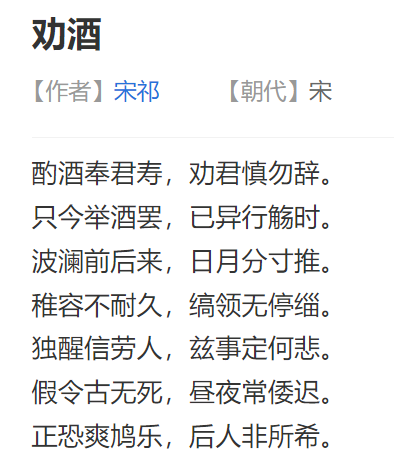 劝酒
【作者】宋祁 【朝代】宋
酌酒奉君寿，劝君慎勿辞。
只今举酒罢，已异行觞时。
波澜前后来，日月分寸推。
稚容不耐久，缟领无停缁。
独醒信劳人，兹事定何悲。
假令古无死，昼夜常倭迟。
正恐爽鸠乐，后人非所希。